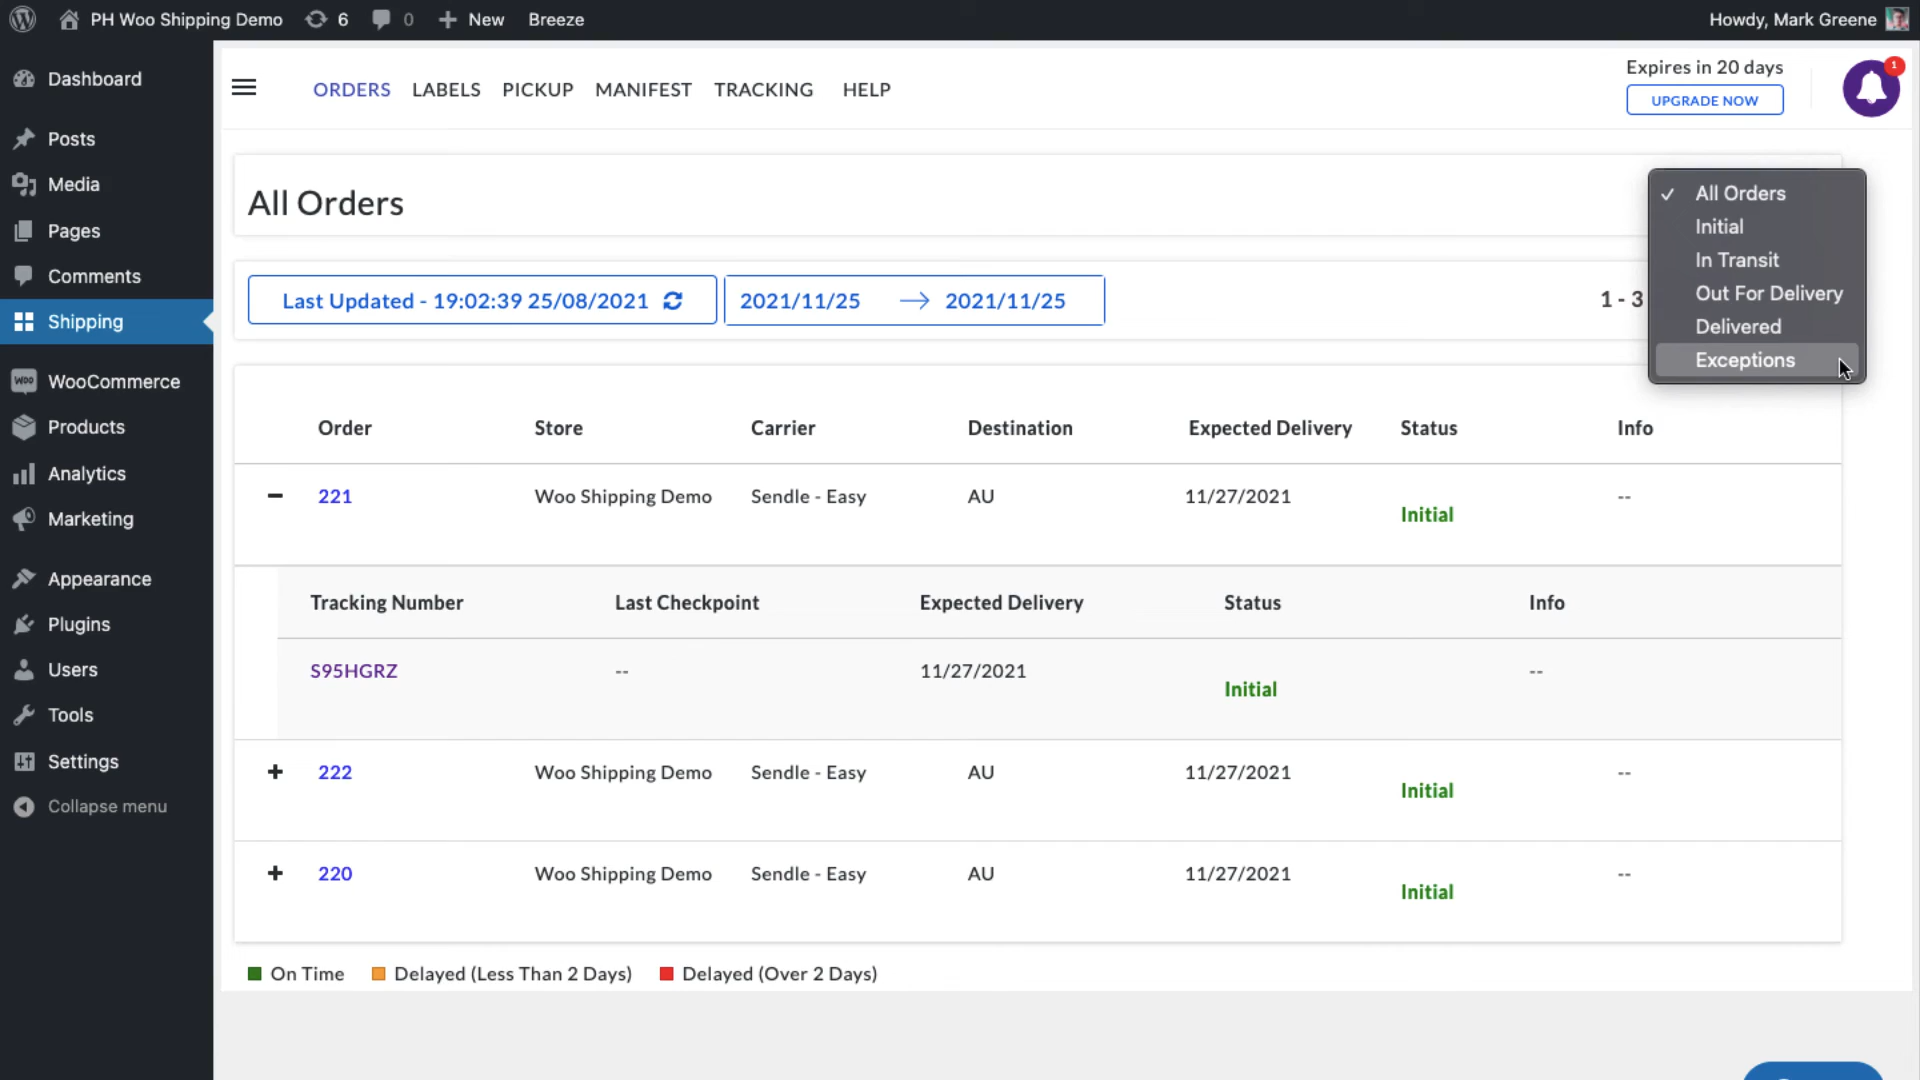 PH Woo Shipping Demo 6 0 New Breeze Howdy, Mark Greene
Dashboard
Posts
Media
Pages
Comments
Shipping
WooCommerce
Products
Analytics
Marketing
Appearance
Plugins
Users
Tools
Settings
Collapse menu
ORDERS LABELS PICKUP MANIFEST TRACKING HELP
Expires in 20 days
UPGRADE NOW
1
All Orders
✓ All Orders
Initial
In Transit
Out For Delivery
Delivered
Exceptions
Last Updated - 19:02:39 25/08/2021 2021/11/25 → 2021/11/25 1 - 3
Order Store Carrier Destination Expected Delivery Status Info
221 Woo Shipping Demo Sendle - Easy AU 11/27/2021 Initial --
Tracking Number Last Checkpoint Expected Delivery Status Info
S95HGRZ -- 11/27/2021 Initial --
222 Woo Shipping Demo Sendle - Easy AU 11/27/2021 Initial --
220 Woo Shipping Demo Sendle - Easy AU 11/27/2021 Initial --
On Time Delayed (Less Than 2 Days) Delayed (Over 2 Days)